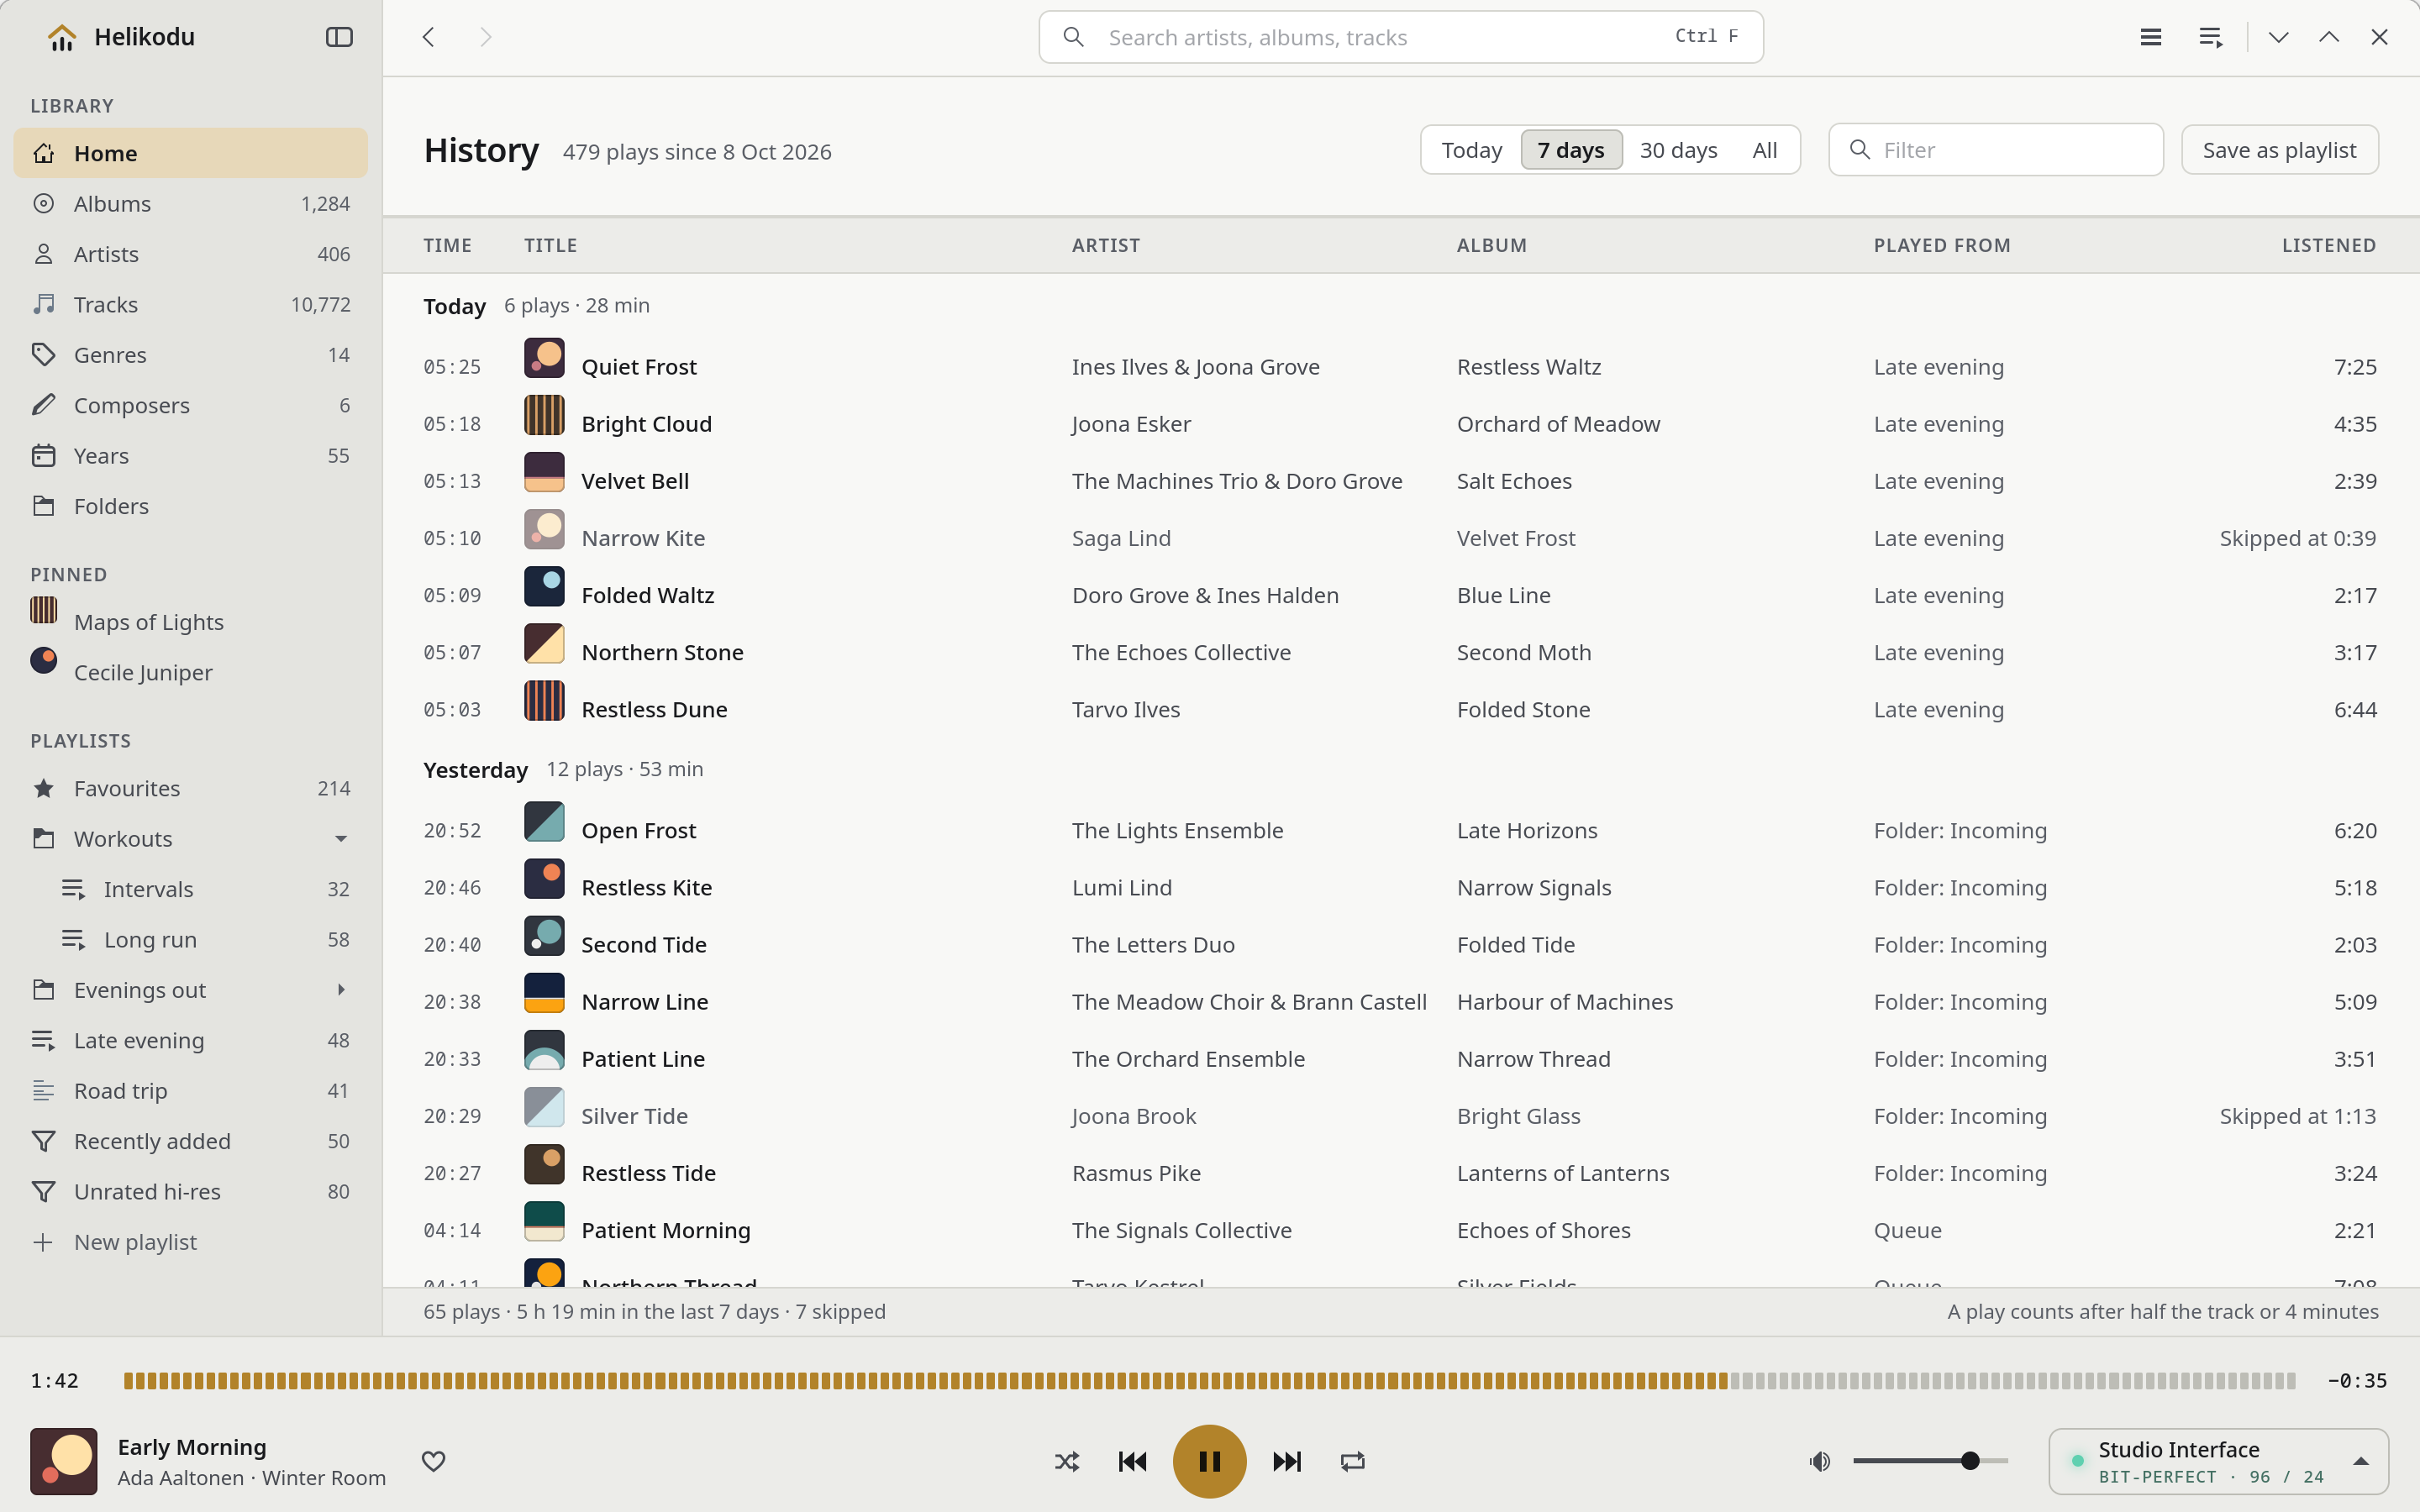 Helikodu
Search artists, albums, tracks
Ctrl F
LIBRARY
Home
Albums 1,284
Artists 406
Tracks 10,772
Genres 14
Composers 6
Years 55
Folders
PINNED
Maps of Lights
Cecile Juniper
PLAYLISTS
Favourites 214
Workouts
Intervals 32
Long run 58
Evenings out
Late evening 48
Road trip 41
Recently added 50
Unrated hi-res 80
New playlist
History 479 plays since 8 Oct 2026
Today 7 days 30 days All
Filter
Save as playlist
TIME TITLE ARTIST ALBUM PLAYED FROM LISTENED
Today 6 plays · 28 min
05:25 Quiet Frost Ines Ilves & Joona Grove Restless Waltz Late evening 7:25
05:18 Bright Cloud Joona Esker Orchard of Meadow Late evening 4:35
05:13 Velvet Bell The Machines Trio & Doro Grove Salt Echoes Late evening 2:39
05:10 Narrow Kite Saga Lind Velvet Frost Late evening Skipped at 0:39
05:09 Folded Waltz Doro Grove & Ines Halden Blue Line Late evening 2:17
05:07 Northern Stone The Echoes Collective Second Moth Late evening 3:17
05:03 Restless Dune Tarvo Ilves Folded Stone Late evening 6:44
Yesterday 12 plays · 53 min
20:52 Open Frost The Lights Ensemble Late Horizons Folder: Incoming 6:20
20:46 Restless Kite Lumi Lind Narrow Signals Folder: Incoming 5:18
20:40 Second Tide The Letters Duo Folded Tide Folder: Incoming 2:03
20:38 Narrow Line The Meadow Choir & Brann Castell Harbour of Machines Folder: Incoming 5:09
20:33 Patient Line The Orchard Ensemble Narrow Thread Folder: Incoming 3:51
20:29 Silver Tide Joona Brook Bright Glass Folder: Incoming Skipped at 1:13
20:27 Restless Tide Rasmus Pike Lanterns of Lanterns Folder: Incoming 3:24
04:14 Patient Morning The Signals Collective Echoes of Shores Queue 2:21
04:11 Northern Thread Tarvo Kestrel Silver Fields Queue 7:08
65 plays · 5 h 19 min in the last 7 days · 7 skipped
A play counts after half the track or 4 minutes
1:42
−0:35
Early Morning
Ada Aaltonen · Winter Room
Studio Interface
BIT-PERFECT · 96 / 24